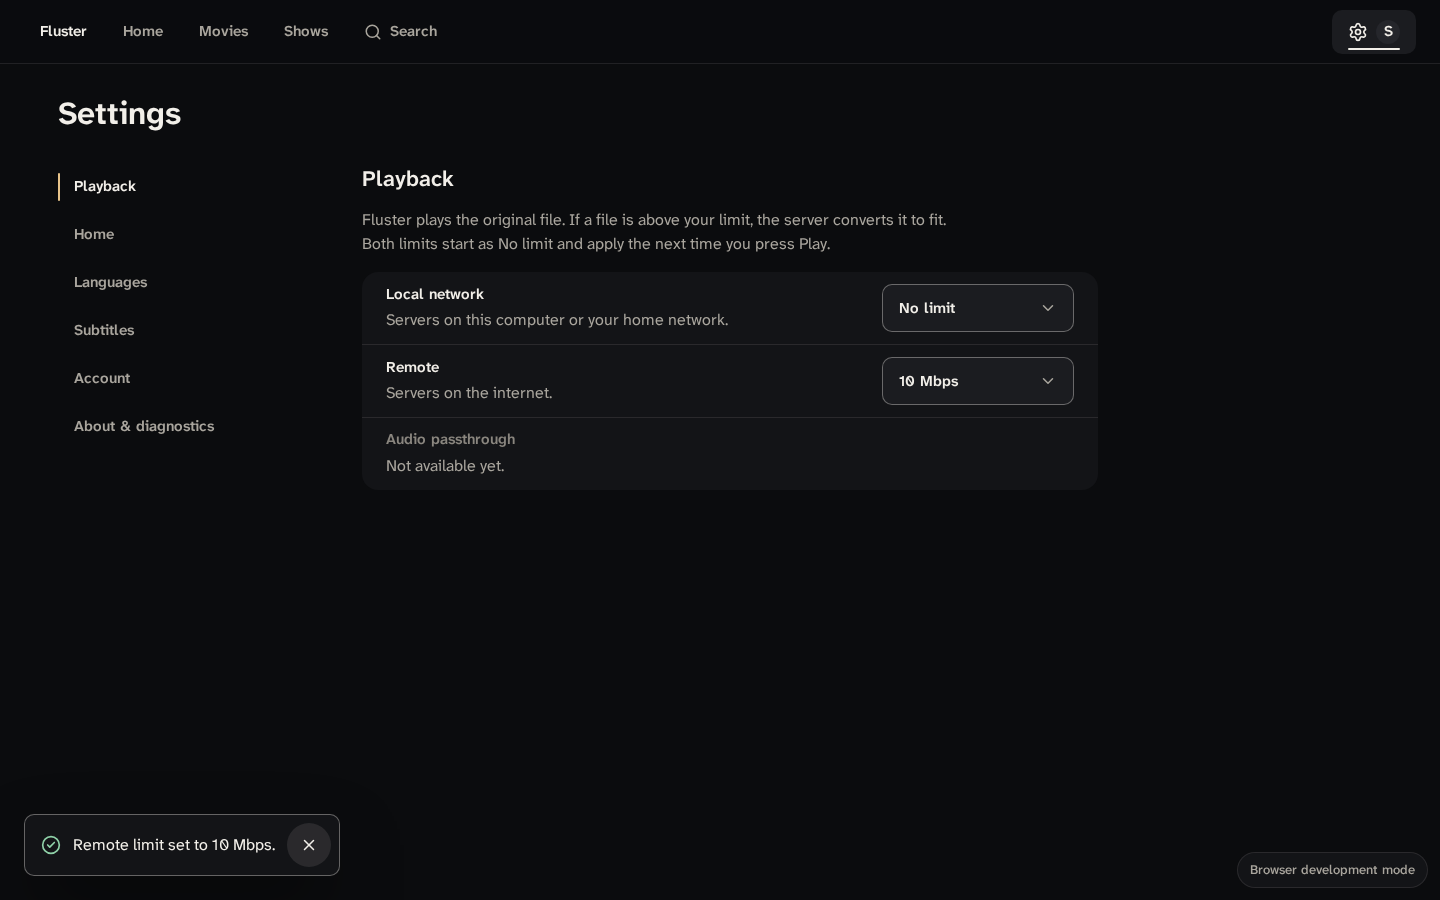 Fluster
Home
Movies
Shows
Search
S
Settings
Playback
Home
Languages
Subtitles
Account
About & diagnostics
Playback
Fluster plays the original file. If a file is above your limit, the server converts it to fit.
Both limits start as No limit and apply the next time you press Play.
Local network
Servers on this computer or your home network.
No limit
Remote
Servers on the internet.
10 Mbps
Audio passthrough
Not available yet.
Remote limit set to 10 Mbps.
Browser development mode